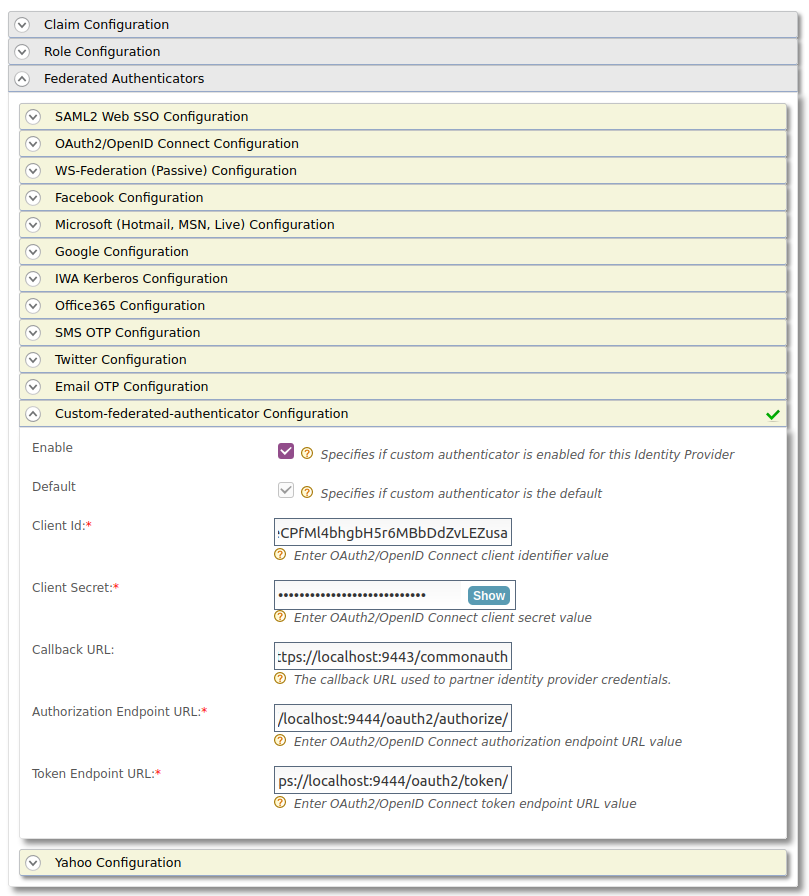 Claim Configuration
Role Configuration
Federated Authenticators
SAML2 Web SSO Configuration
OAuth2/OpenID Connect Configuration
WS-Federation (Passive) Configuration
Facebook Configuration
Microsoft (Hotmail, MSN, Live) Configuration
Google Configuration
IWA Kerberos Configuration
Office365 Configuration
SMS OTP Configuration
Twitter Configuration
Email OTP Configuration
Custom-federated-authenticator Configuration
Enable
? Specifies if custom authenticator is enabled for this Identity Provider
Default
? Specifies if custom authenticator is the default
Client Id:* CPfMl4bhgbH5r6MBbDdZvLEZusa
? Enter OAuth2/OpenID Connect client identifier value
Client Secret:* •••••••••••••••••••••••••••• Show
? Enter OAuth2/OpenID Connect client secret value
Callback URL: tps://localhost:9443/commonauth
? The callback URL used to partner identity provider credentials.
Authorization Endpoint URL:* /localhost:9444/oauth2/authorize/
? Enter OAuth2/OpenID Connect authorization endpoint URL value
Token Endpoint URL:* ps://localhost:9444/oauth2/token/
? Enter OAuth2/OpenID Connect token endpoint URL value
Yahoo Configuration